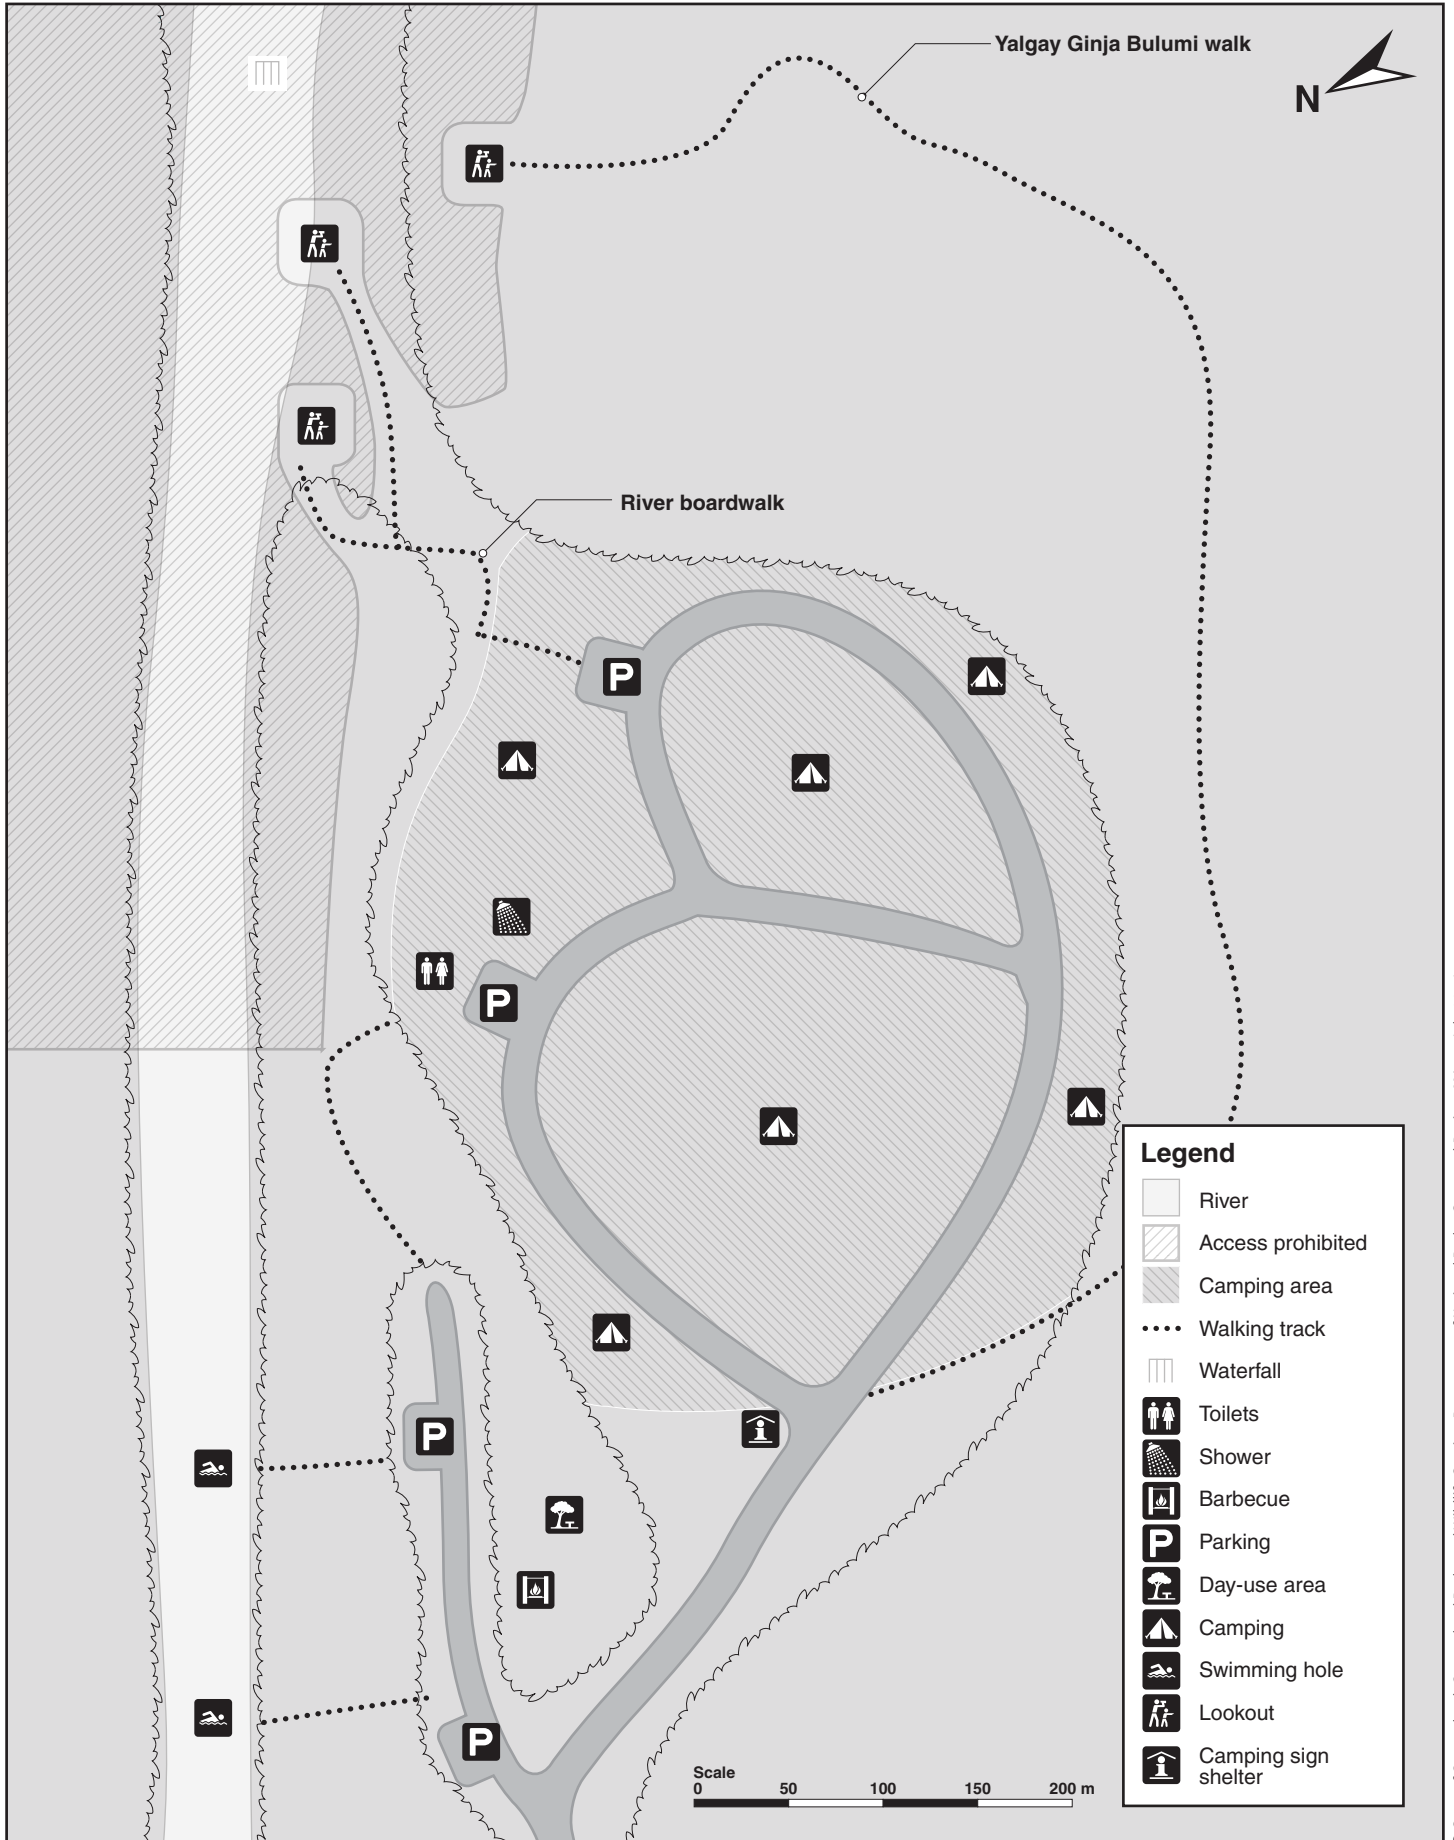 Yalgay Ginja Bulumi walk
N
River boardwalk
P
P
P
P
Legend
River
Access prohibited
Camping area
Walking track
Waterfall
Toilets
Shower
Barbecue
P Parking
Day-use area
Camping
Swimming hole
Lookout
Camping sign
shelter
Scale
0 50 100 150 200 m